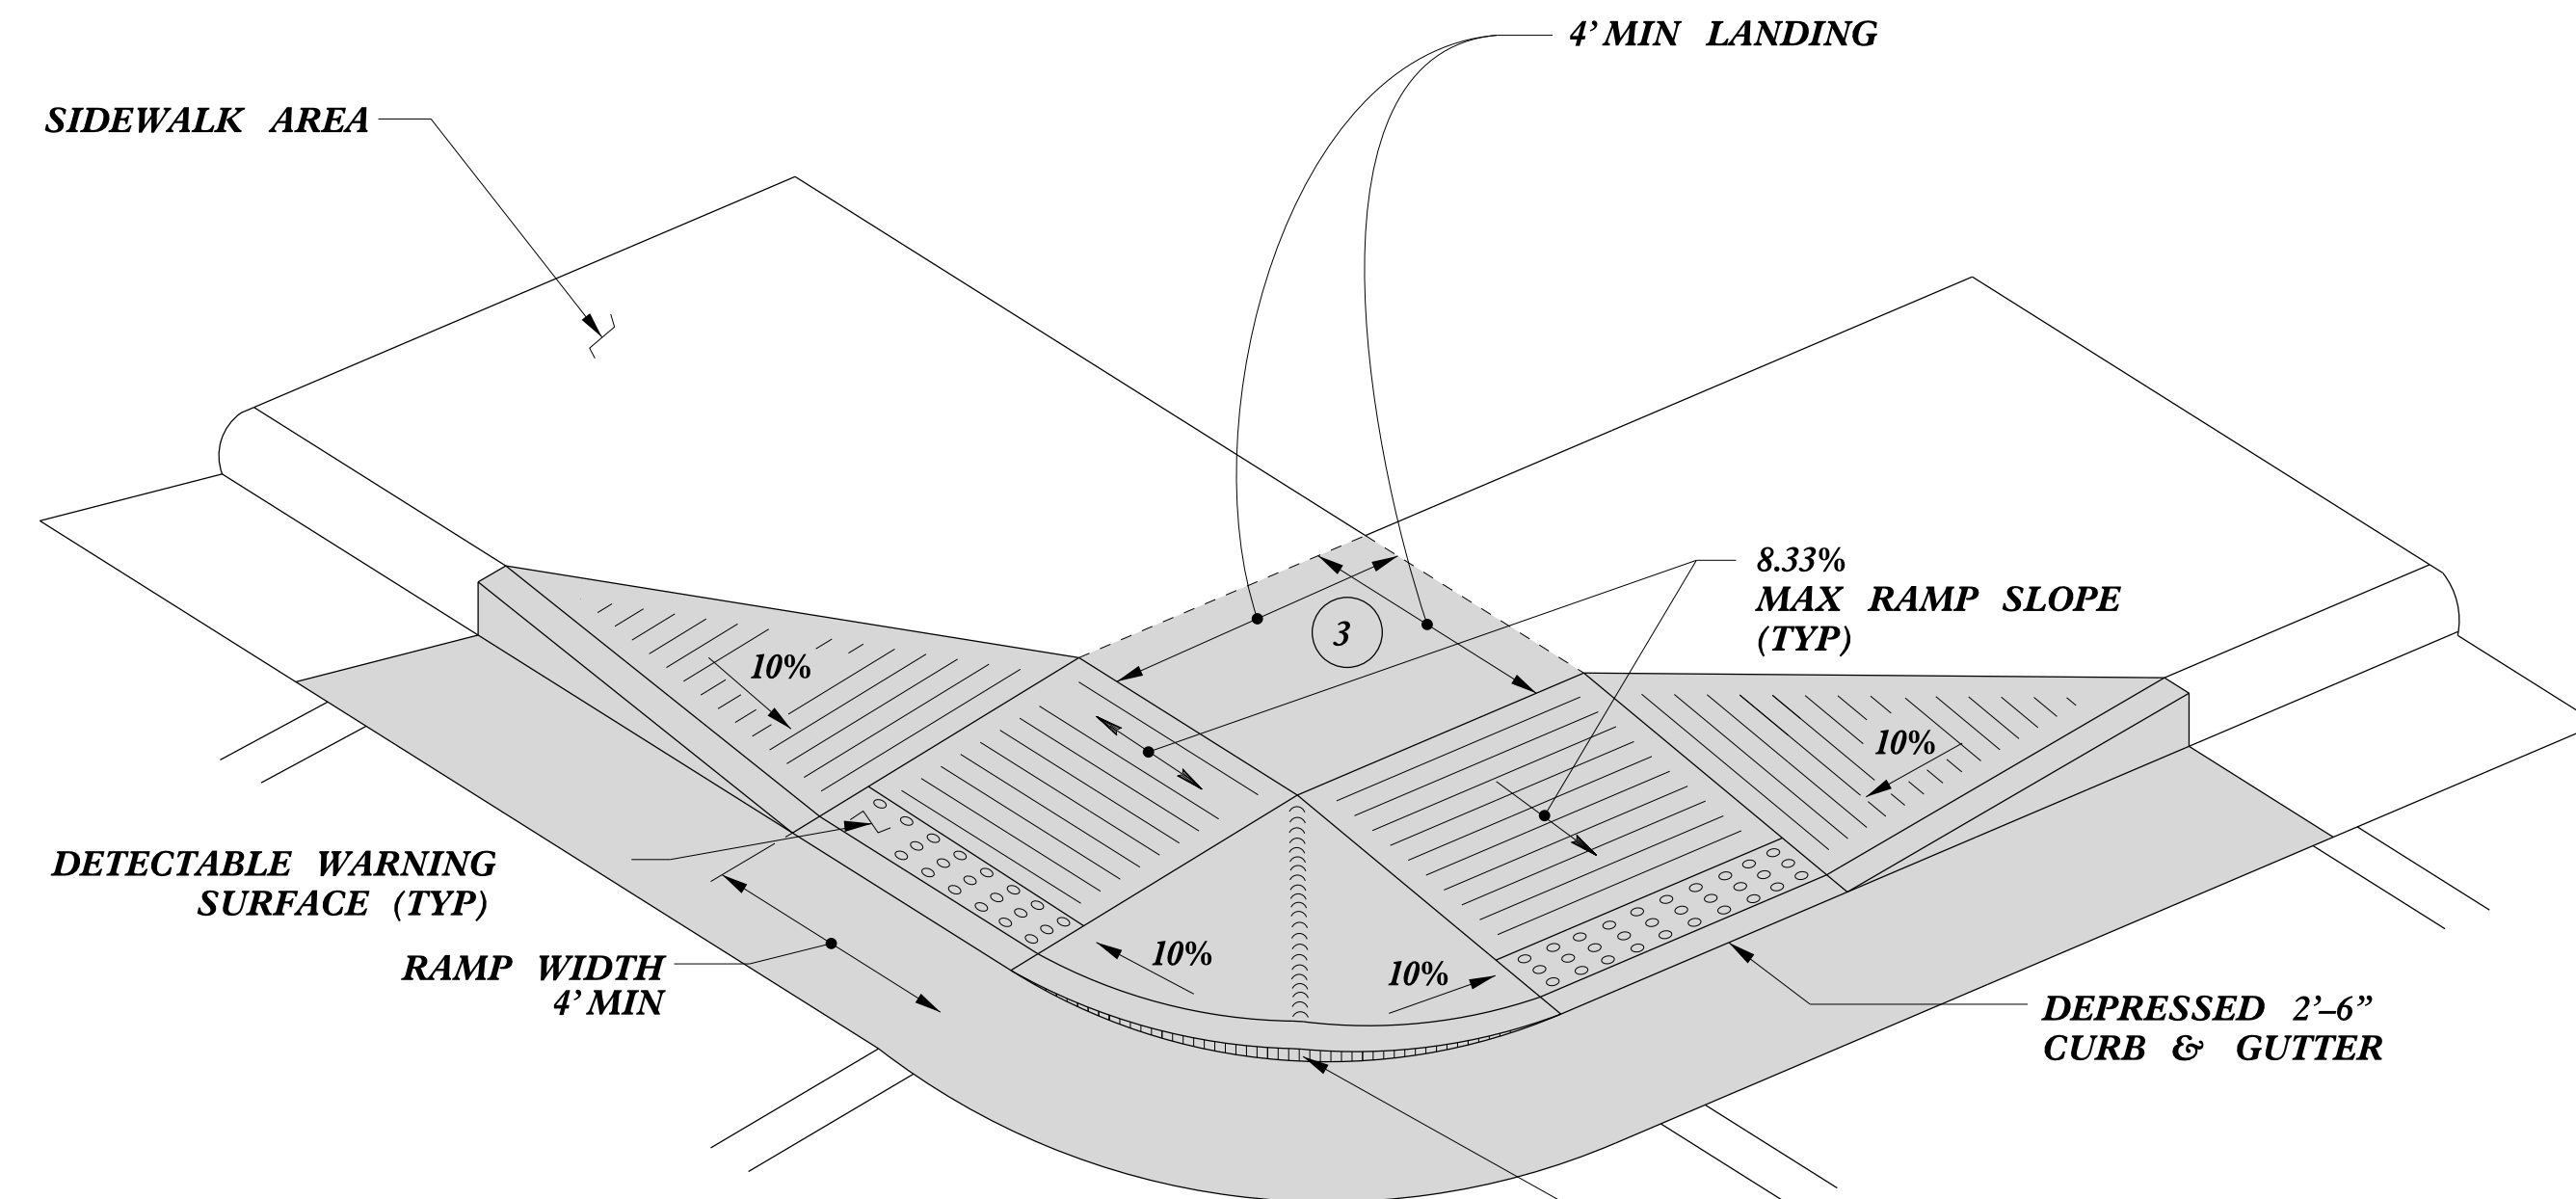 4’ MIN LANDING
SIDEWALK AREA
8.33%
MAX RAMP SLOPE
(TYP)
3
10%
10%
DETECTABLE WARNING
SURFACE (TYP)
RAMP WIDTH
4’ MIN
10%
10%
DEPRESSED 2’–6”
CURB & GUTTER